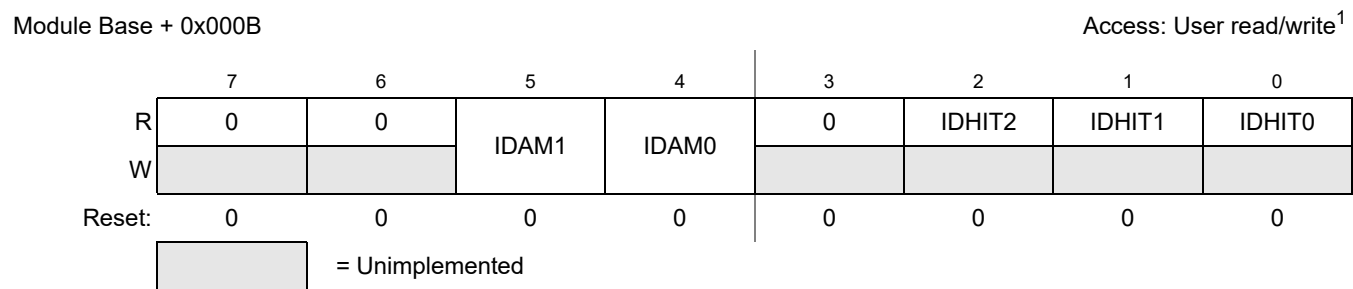 Module Base + 0x000B Access: User read/write1
7 6 5 4 3 2 1 0
R 0 0 IDAM1 IDAM0 0 IDHIT2 IDHIT1 IDHIT0
W
Reset: 0 0 0 0 0 0 0 0
= Unimplemented